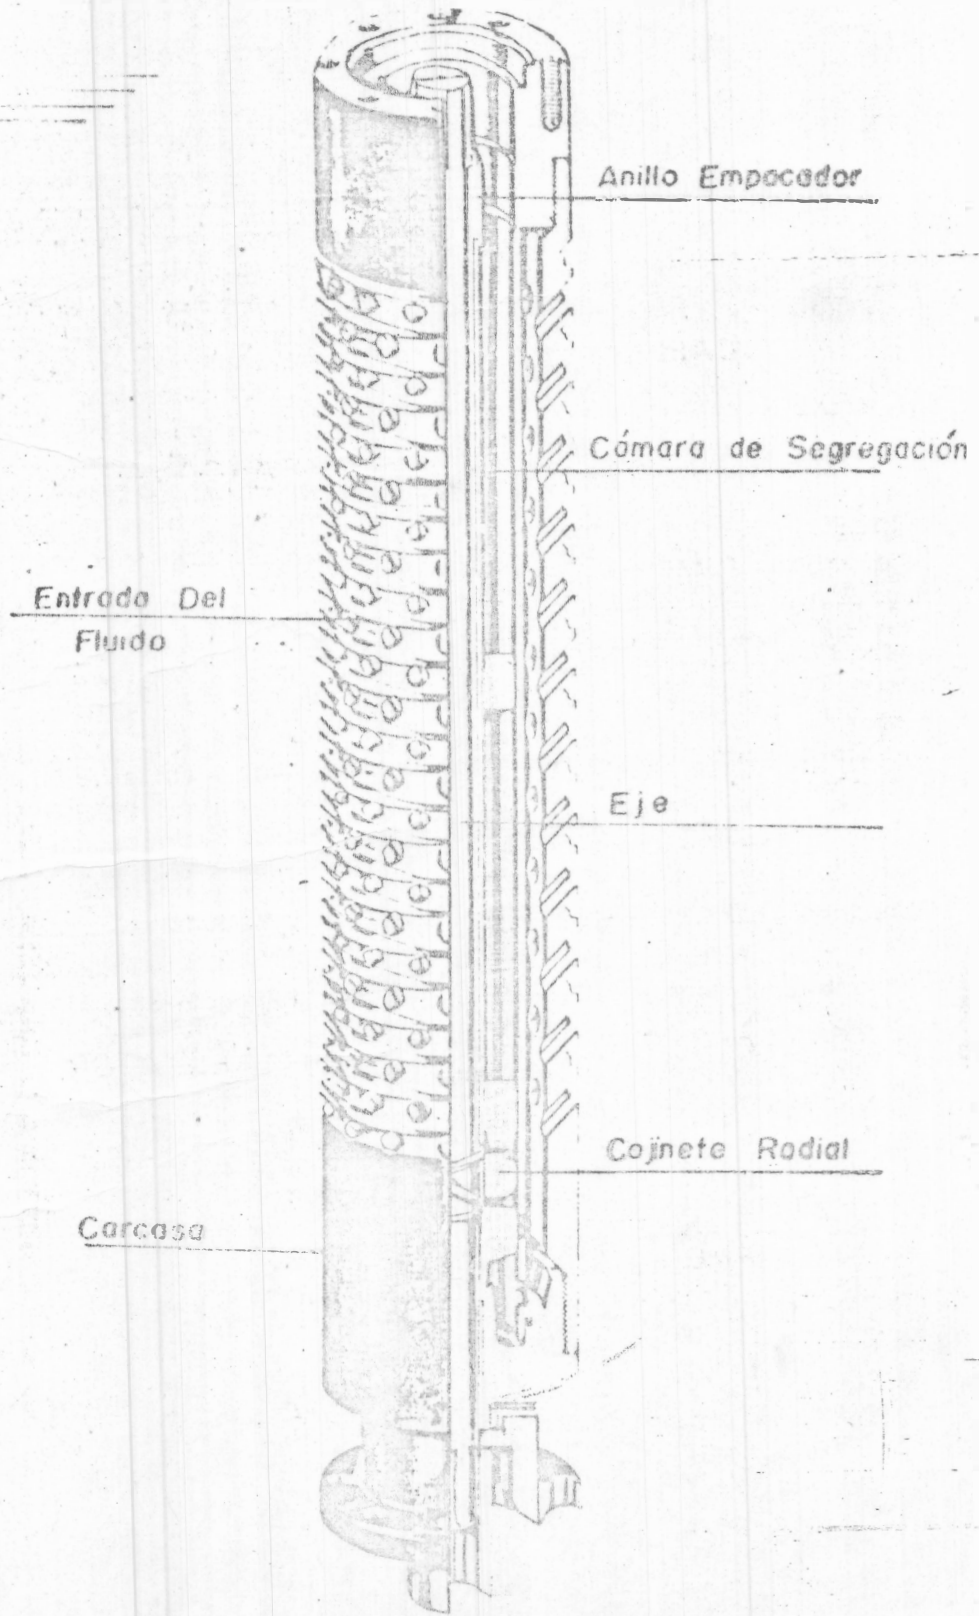 Anillo Empacador
Cámara de Segregación
Entrada Del
Fluido
Eje
Cojinete Radial
Carcasa